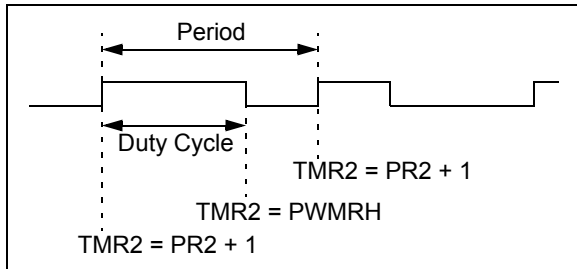 Period
Duty Cycle
TMR2 = PR2 + 1
TMR2 = PWMRH
TMR2 = PR2 + 1